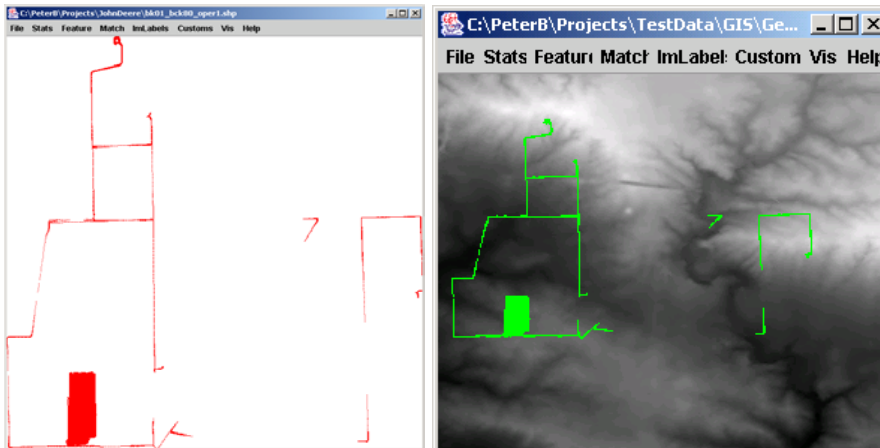 C:\PeterB\Projects\JohnDeere\bk01_bck80_oper1.shp
File Stats Feature Match ImLabels Customs Vis Help
C:\PeterB\Projects\TestData\GIS\Ge...
File Stats Featur Match ImLabels Custom Vis Help